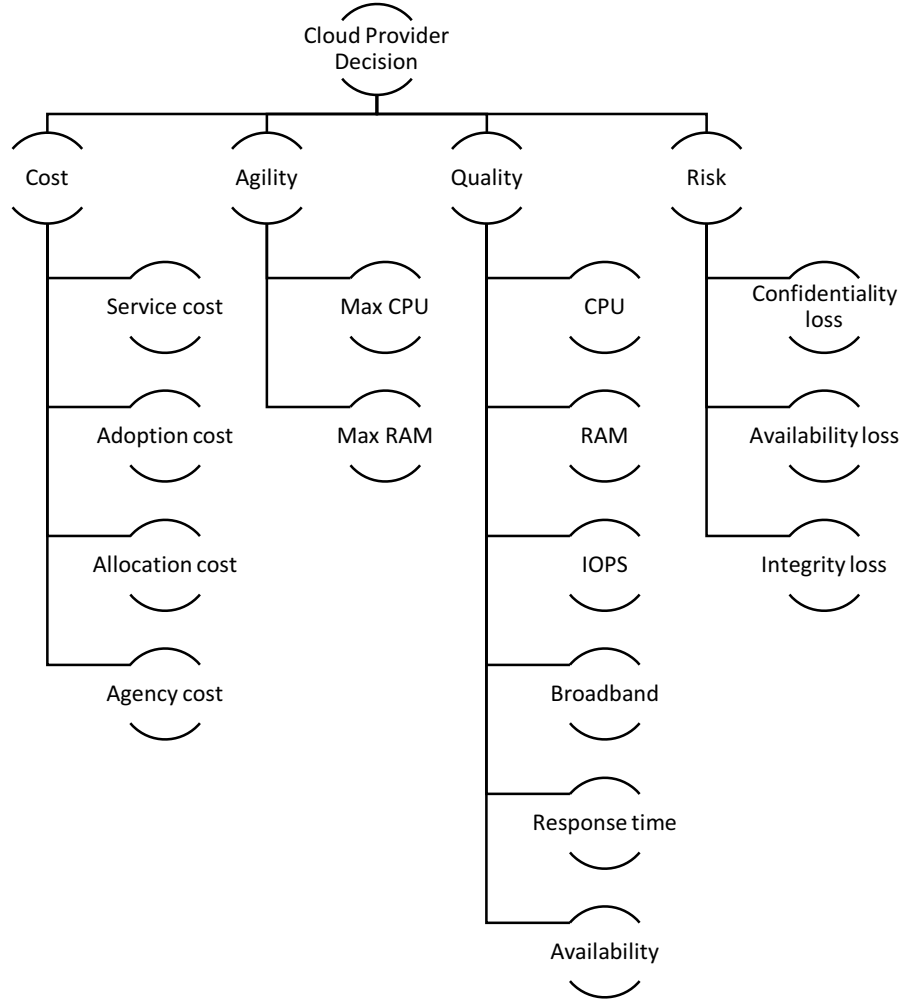 Cloud Provider
Decision
Cost
Agility
Quality
Risk
Service cost
Adoption cost
Allocation cost
Agency cost
Max CPU
Max RAM
CPU
RAM
IOPS
Broadband
Response time
Availability
Confidentiality
loss
Availability loss
Integrity loss